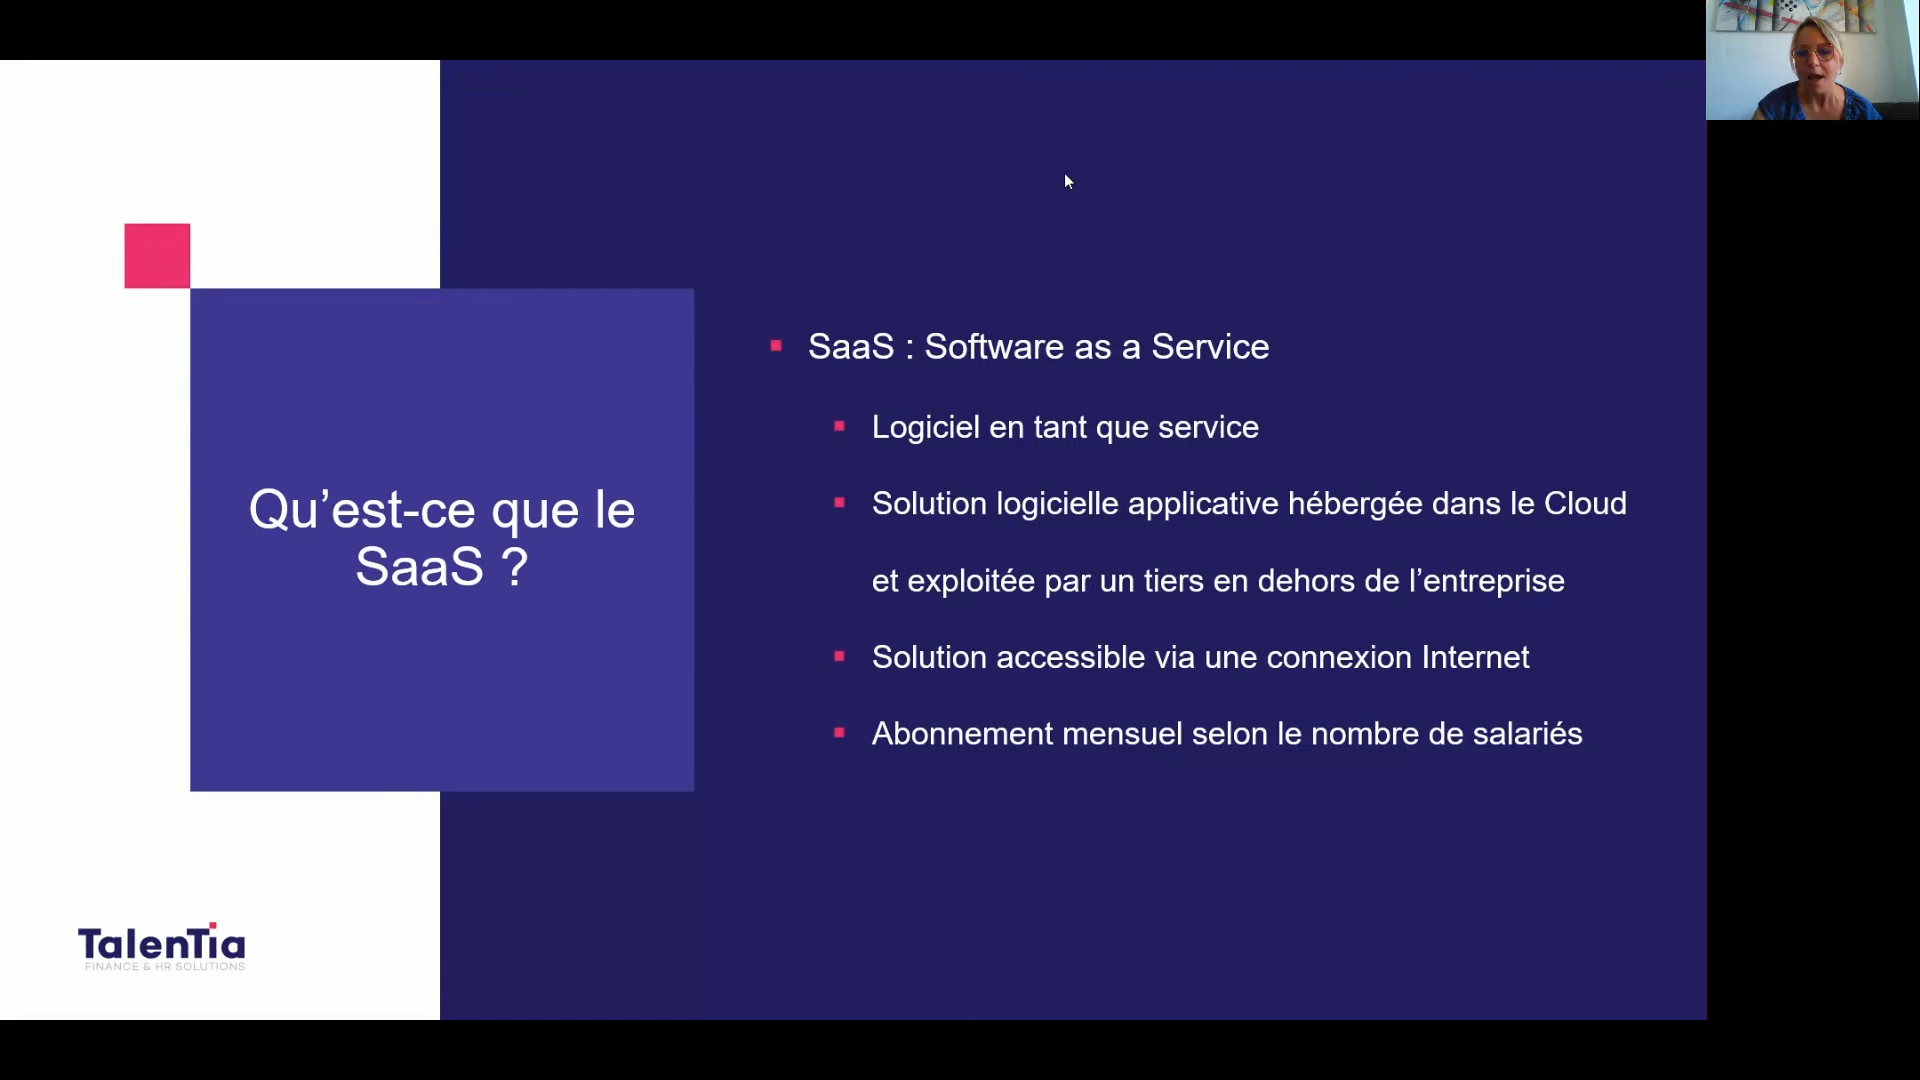 Qu’est-ce que le
SaaS ?
SaaS : Software as a Service
Logiciel en tant que service
Solution logicielle applicative hébergée dans le Cloud
et exploitée par un tiers en dehors de l’entreprise
Solution accessible via une connexion Internet
Abonnement mensuel selon le nombre de salariés
TalenTia
FINANCE & HR SOLUTIONS